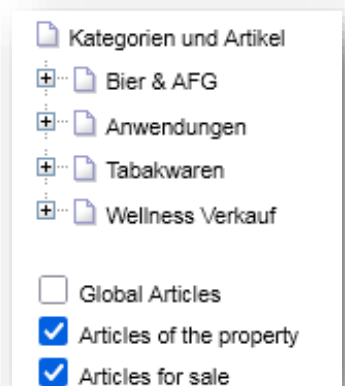 Kategorien und Artikel
Bier & AFG
Anwendungen
Tabakwaren
Wellness Verkauf
Global Articles
Articles of the property
Articles for sale